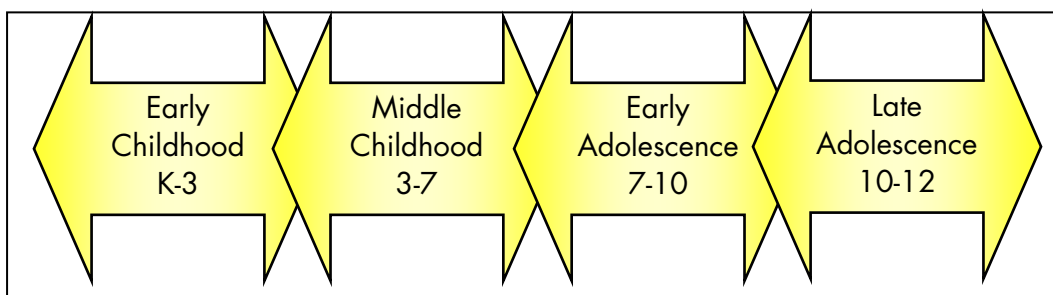 Early
Childhood
K-3
Middle
Childhood
3-7
Early
Adolescence
7-10
Late
Adolescence
10-12